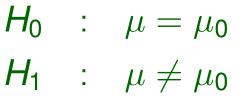 H₀ : μ = μ₀
H₁ : μ ≠ μ₀